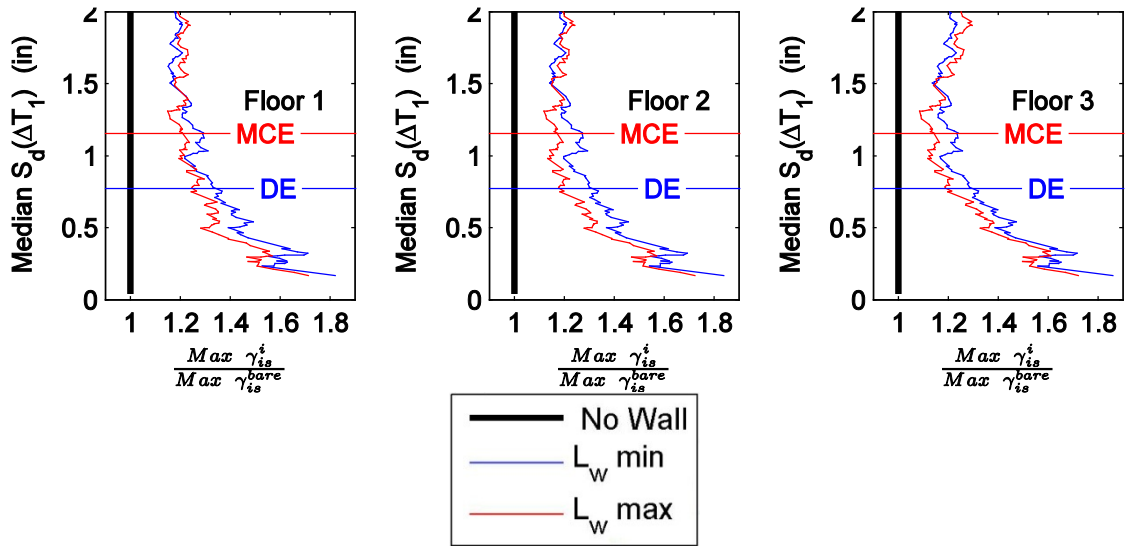 2
1.5
1
0.5
0
Median S_d(ΔT_1) (in)
Floor 1
MCE
DE
1 1.2 1.4 1.6 1.8
Max γ_is^i
Max γ_is^bare
2
1.5
1
0.5
0
Median S_d(ΔT_1) (in)
Floor 2
MCE
DE
1 1.2 1.4 1.6 1.8
Max γ_is^i
Max γ_is^bare
2
1.5
1
0.5
0
Median S_d(ΔT_1) (in)
Floor 3
MCE
DE
1 1.2 1.4 1.6 1.8
Max γ_is^i
Max γ_is^bare
No Wall
L_w min
L_w max